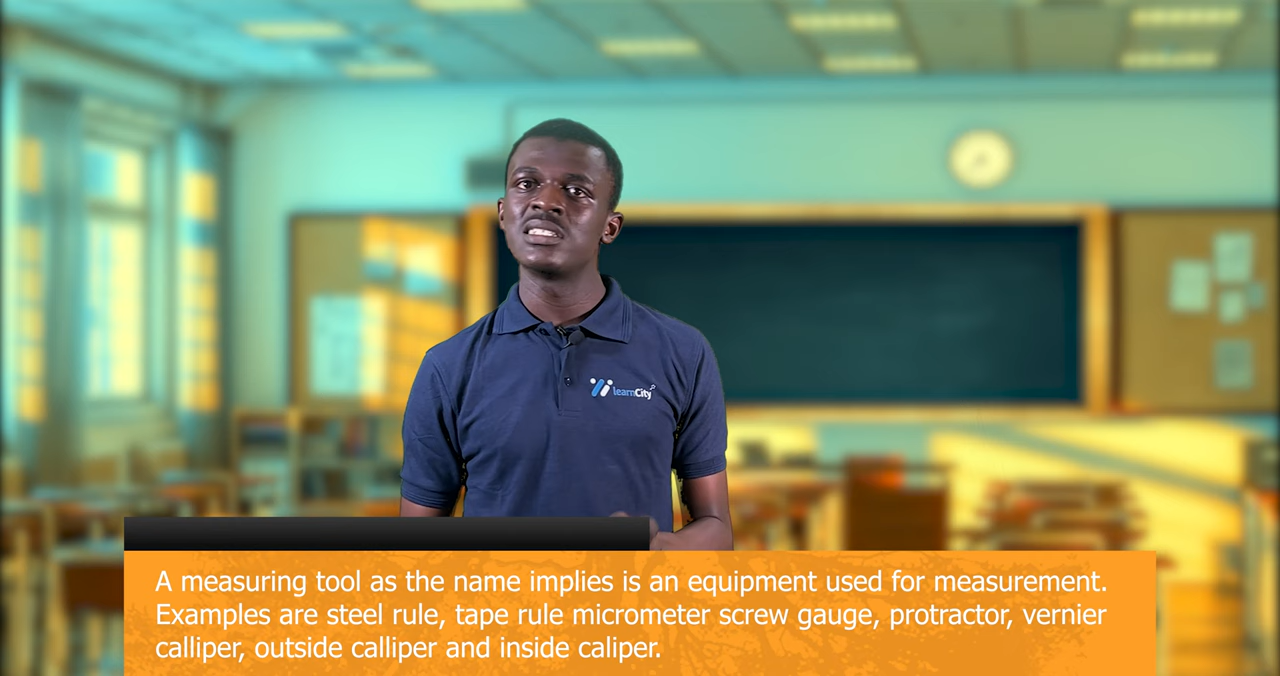 learnCity
A measuring tool as the name implies is an equipment used for measurement.
Examples are steel rule, tape rule micrometer screw gauge, protractor, vernier
calliper, outside calliper and inside caliper.